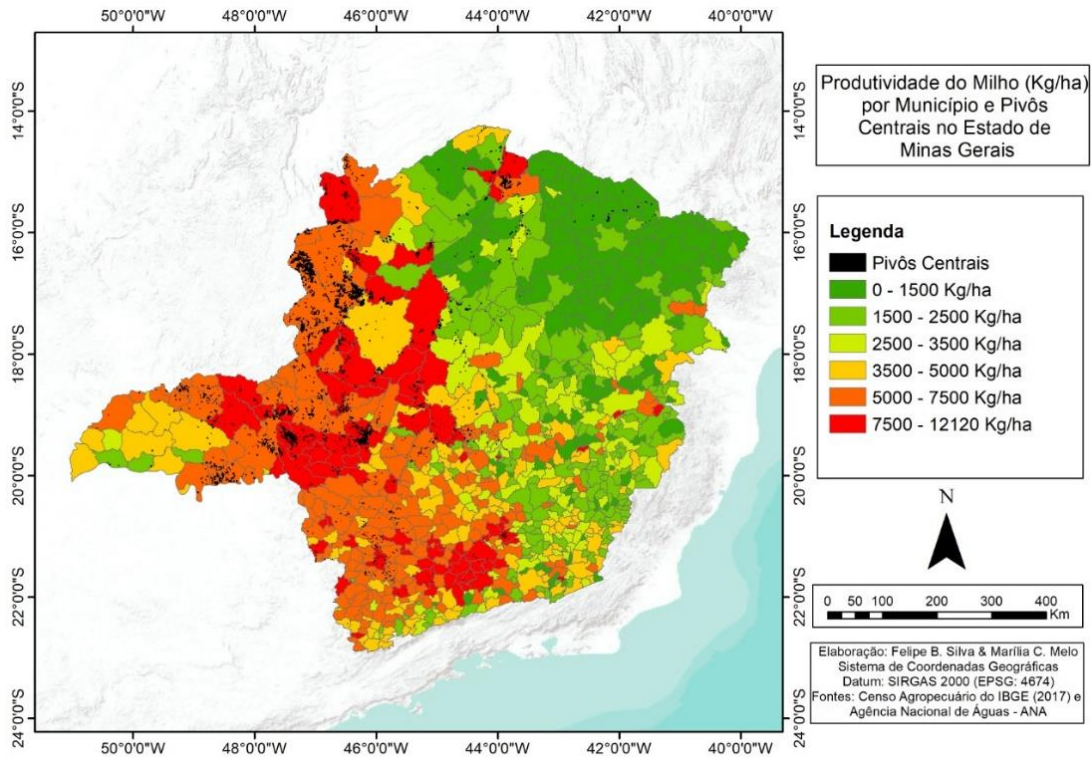 50°0'0"W 48°0'0"W 46°0'0"W 44°0'0"W 42°0'0"W 40°0'0"W
14°0'0"S
16°0'0"S
18°0'0"S
20°0'0"S
22°0'0"S
24°0'0"S
14°0'0"S
16°0'0"S
18°0'0"S
20°0'0"S
22°0'0"S
24°0'0"S
50°0'0"W 48°0'0"W 46°0'0"W 44°0'0"W 42°0'0"W 40°0'0"W
Produtividade do Milho (Kg/ha)
por Município e Pivôs
Centrais no Estado de
Minas Gerais
Legenda
Pivôs Centrais
0 - 1500 Kg/ha
1500 - 2500 Kg/ha
2500 - 3500 Kg/ha
3500 - 5000 Kg/ha
5000 - 7500 Kg/ha
7500 - 12120 Kg/ha
N
0 50 100 200 300 400
Km
Elaboração: Felipe B. Silva & Marília C. Melo
Sistema de Coordenadas Geográficas
Datum: SIRGAS 2000 (EPSG: 4674)
Fontes: Censo Agropecuário do IBGE (2017) e
Agência Nacional de Águas - ANA